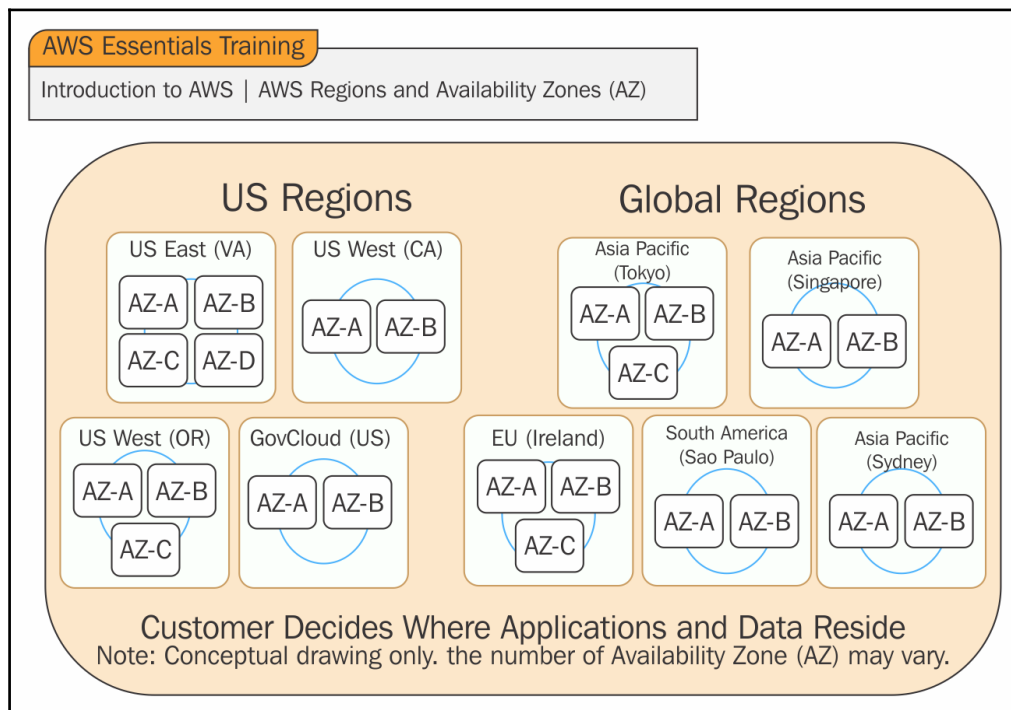 AWS Essentials Training
Introduction to AWS | AWS Regions and Availability Zones (AZ)
US Regions
US East (VA)
AZ-A AZ-B
AZ-C AZ-D
US West (CA)
AZ-A AZ-B
US West (OR)
AZ-A AZ-B
AZ-C
GovCloud (US)
AZ-A AZ-B
Global Regions
Asia Pacific
(Tokyo)
AZ-A AZ-B
AZ-C
Asia Pacific
(Singapore)
AZ-A AZ-B
EU (Ireland)
AZ-A AZ-B
AZ-C
South America
(Sao Paulo)
AZ-A AZ-B
Asia Pacific
(Sydney)
AZ-A AZ-B
Customer Decides Where Applications and Data Reside
Note: Conceptual drawing only. the number of Availability Zone (AZ) may vary.